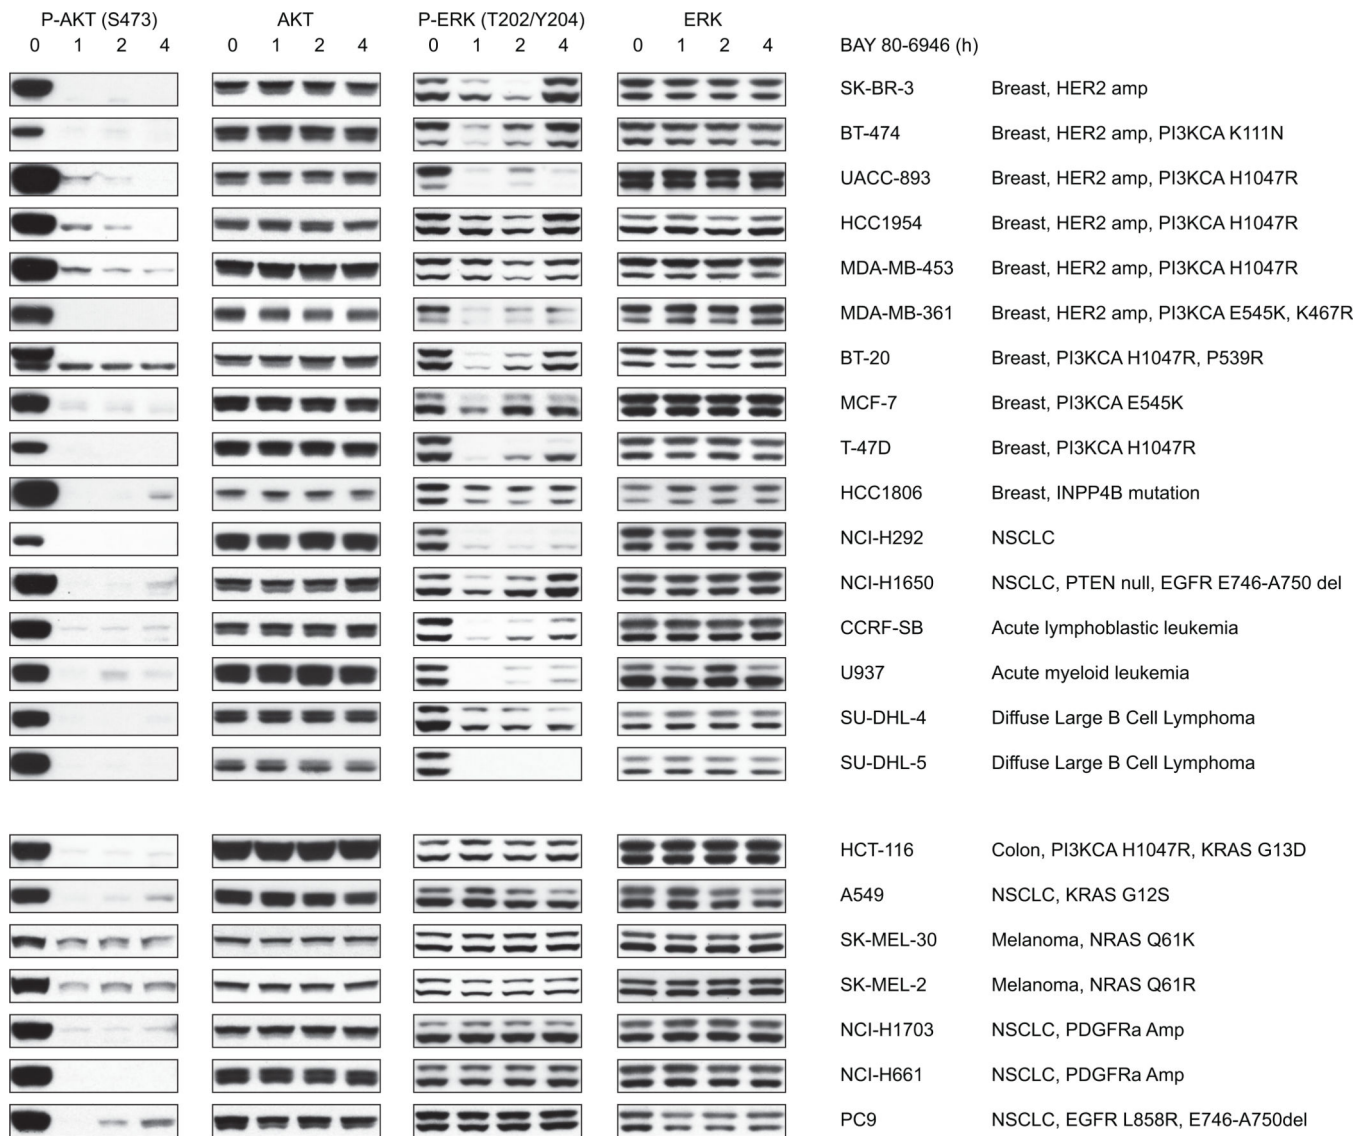 P-AKT (S473) AKT P-ERK (T202/Y204) ERK
0 1 2 4 0 1 2 4 0 1 2 4 0 1 2 4 BAY 80-6946 (h)
SK-BR-3 Breast, HER2 amp
BT-474 Breast, HER2 amp, PI3KCA K111N
UACC-893 Breast, HER2 amp, PI3KCA H1047R
HCC1954 Breast, HER2 amp, PI3KCA H1047R
MDA-MB-453 Breast, HER2 amp, PI3KCA H1047R
MDA-MB-361 Breast, HER2 amp, PI3KCA E545K, K467R
BT-20 Breast, PI3KCA H1047R, P539R
MCF-7 Breast, PI3KCA E545K
T-47D Breast, PI3KCA H1047R
HCC1806 Breast, INPP4B mutation
NCI-H292 NSCLC
NCI-H1650 NSCLC, PTEN null, EGFR E746-A750 del
CCRF-SB Acute lymphoblastic leukemia
U937 Acute myeloid leukemia
SU-DHL-4 Diffuse Large B Cell Lymphoma
SU-DHL-5 Diffuse Large B Cell Lymphoma
HCT-116 Colon, PI3KCA H1047R, KRAS G13D
A549 NSCLC, KRAS G12S
SK-MEL-30 Melanoma, NRAS Q61K
SK-MEL-2 Melanoma, NRAS Q61R
NCI-H1703 NSCLC, PDGFRa Amp
NCI-H661 NSCLC, PDGFRa Amp
PC9 NSCLC, EGFR L858R, E746-A750del